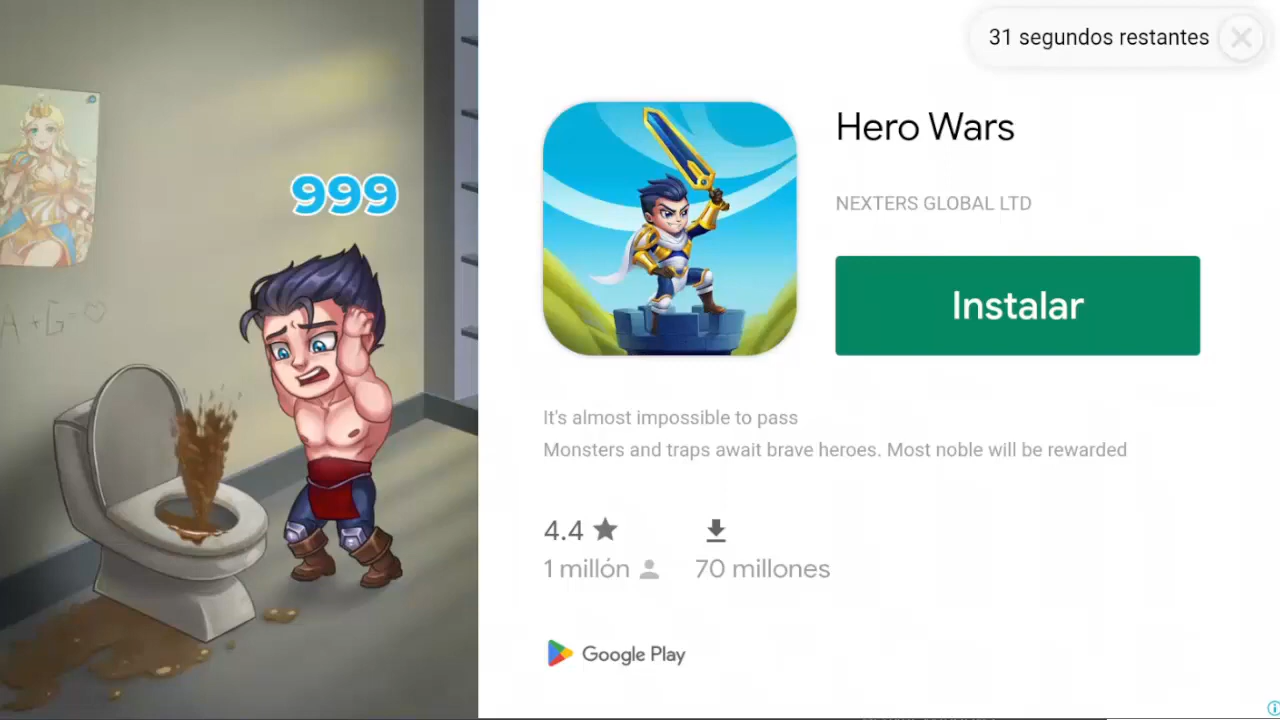 31 segundos restantes
Hero Wars
999
NEXTERS GLOBAL LTD
Instalar
A+G=♡
It's almost impossible to pass
Monsters and traps await brave heroes. Most noble will be rewarded
4.4 ★
1 millón
70 millones
Google Play